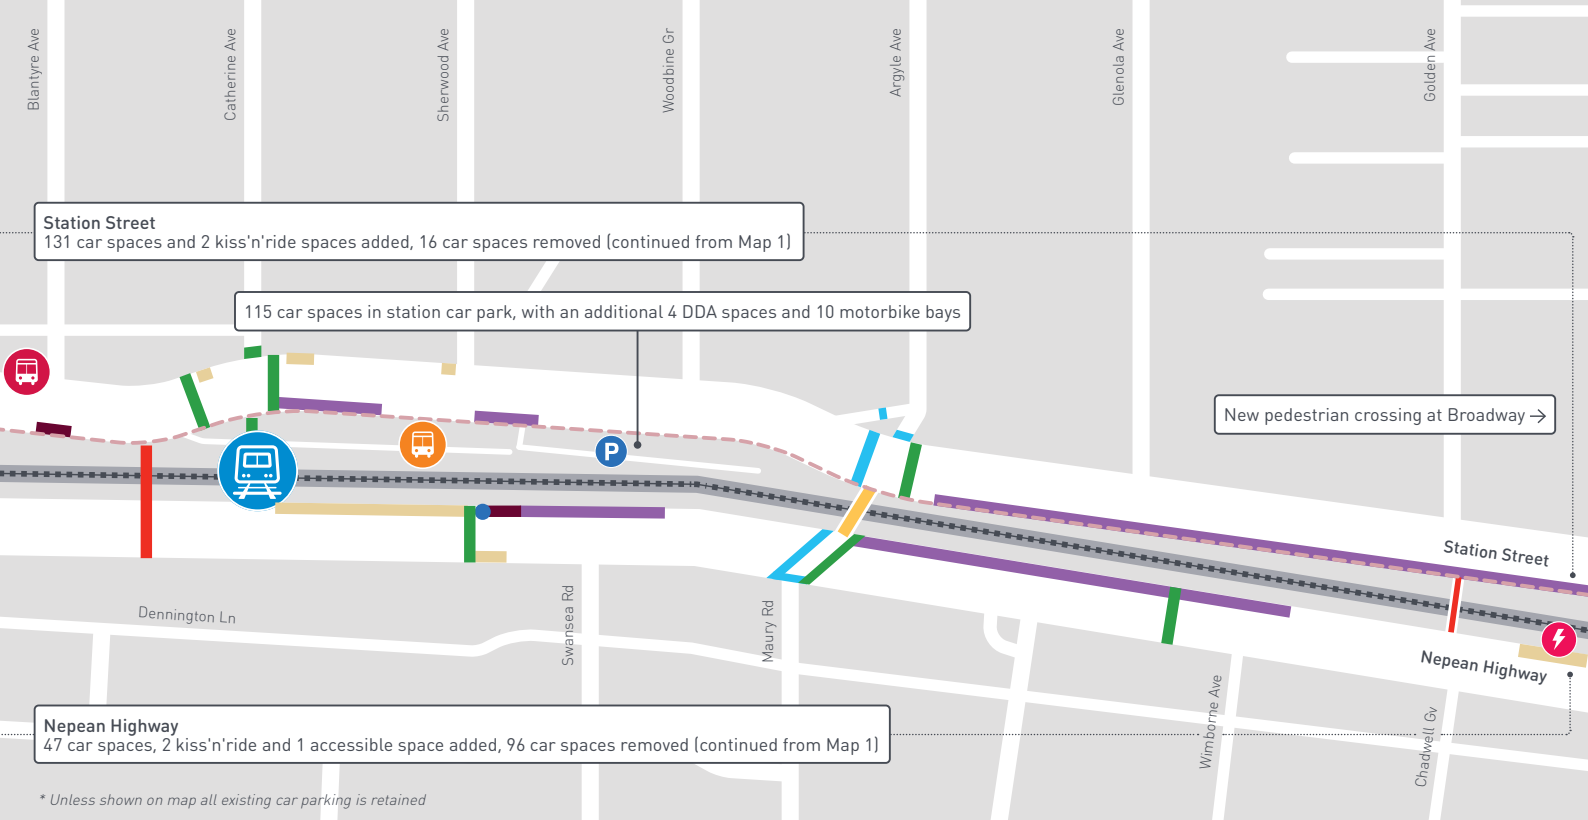 Blantyre Ave
Catherine Ave
Sherwood Ave
Woodbine Gr
Argyle Ave
Glenola Ave
Golden Ave
Station Street
131 car spaces and 2 kiss'n'ride spaces added, 16 car spaces removed (continued from Map 1)
115 car spaces in station car park, with an additional 4 DDA spaces and 10 motorbike bays
New pedestrian crossing at Broadway →
P
Station Street
Dennington Ln
Swansea Rd
Maury Rd
Nepean Highway
Wimborne Ave
Chadwell Gv
Nepean Highway
47 car spaces, 2 kiss'n'ride and 1 accessible space added, 96 car spaces removed (continued from Map 1)
* Unless shown on map all existing car parking is retained